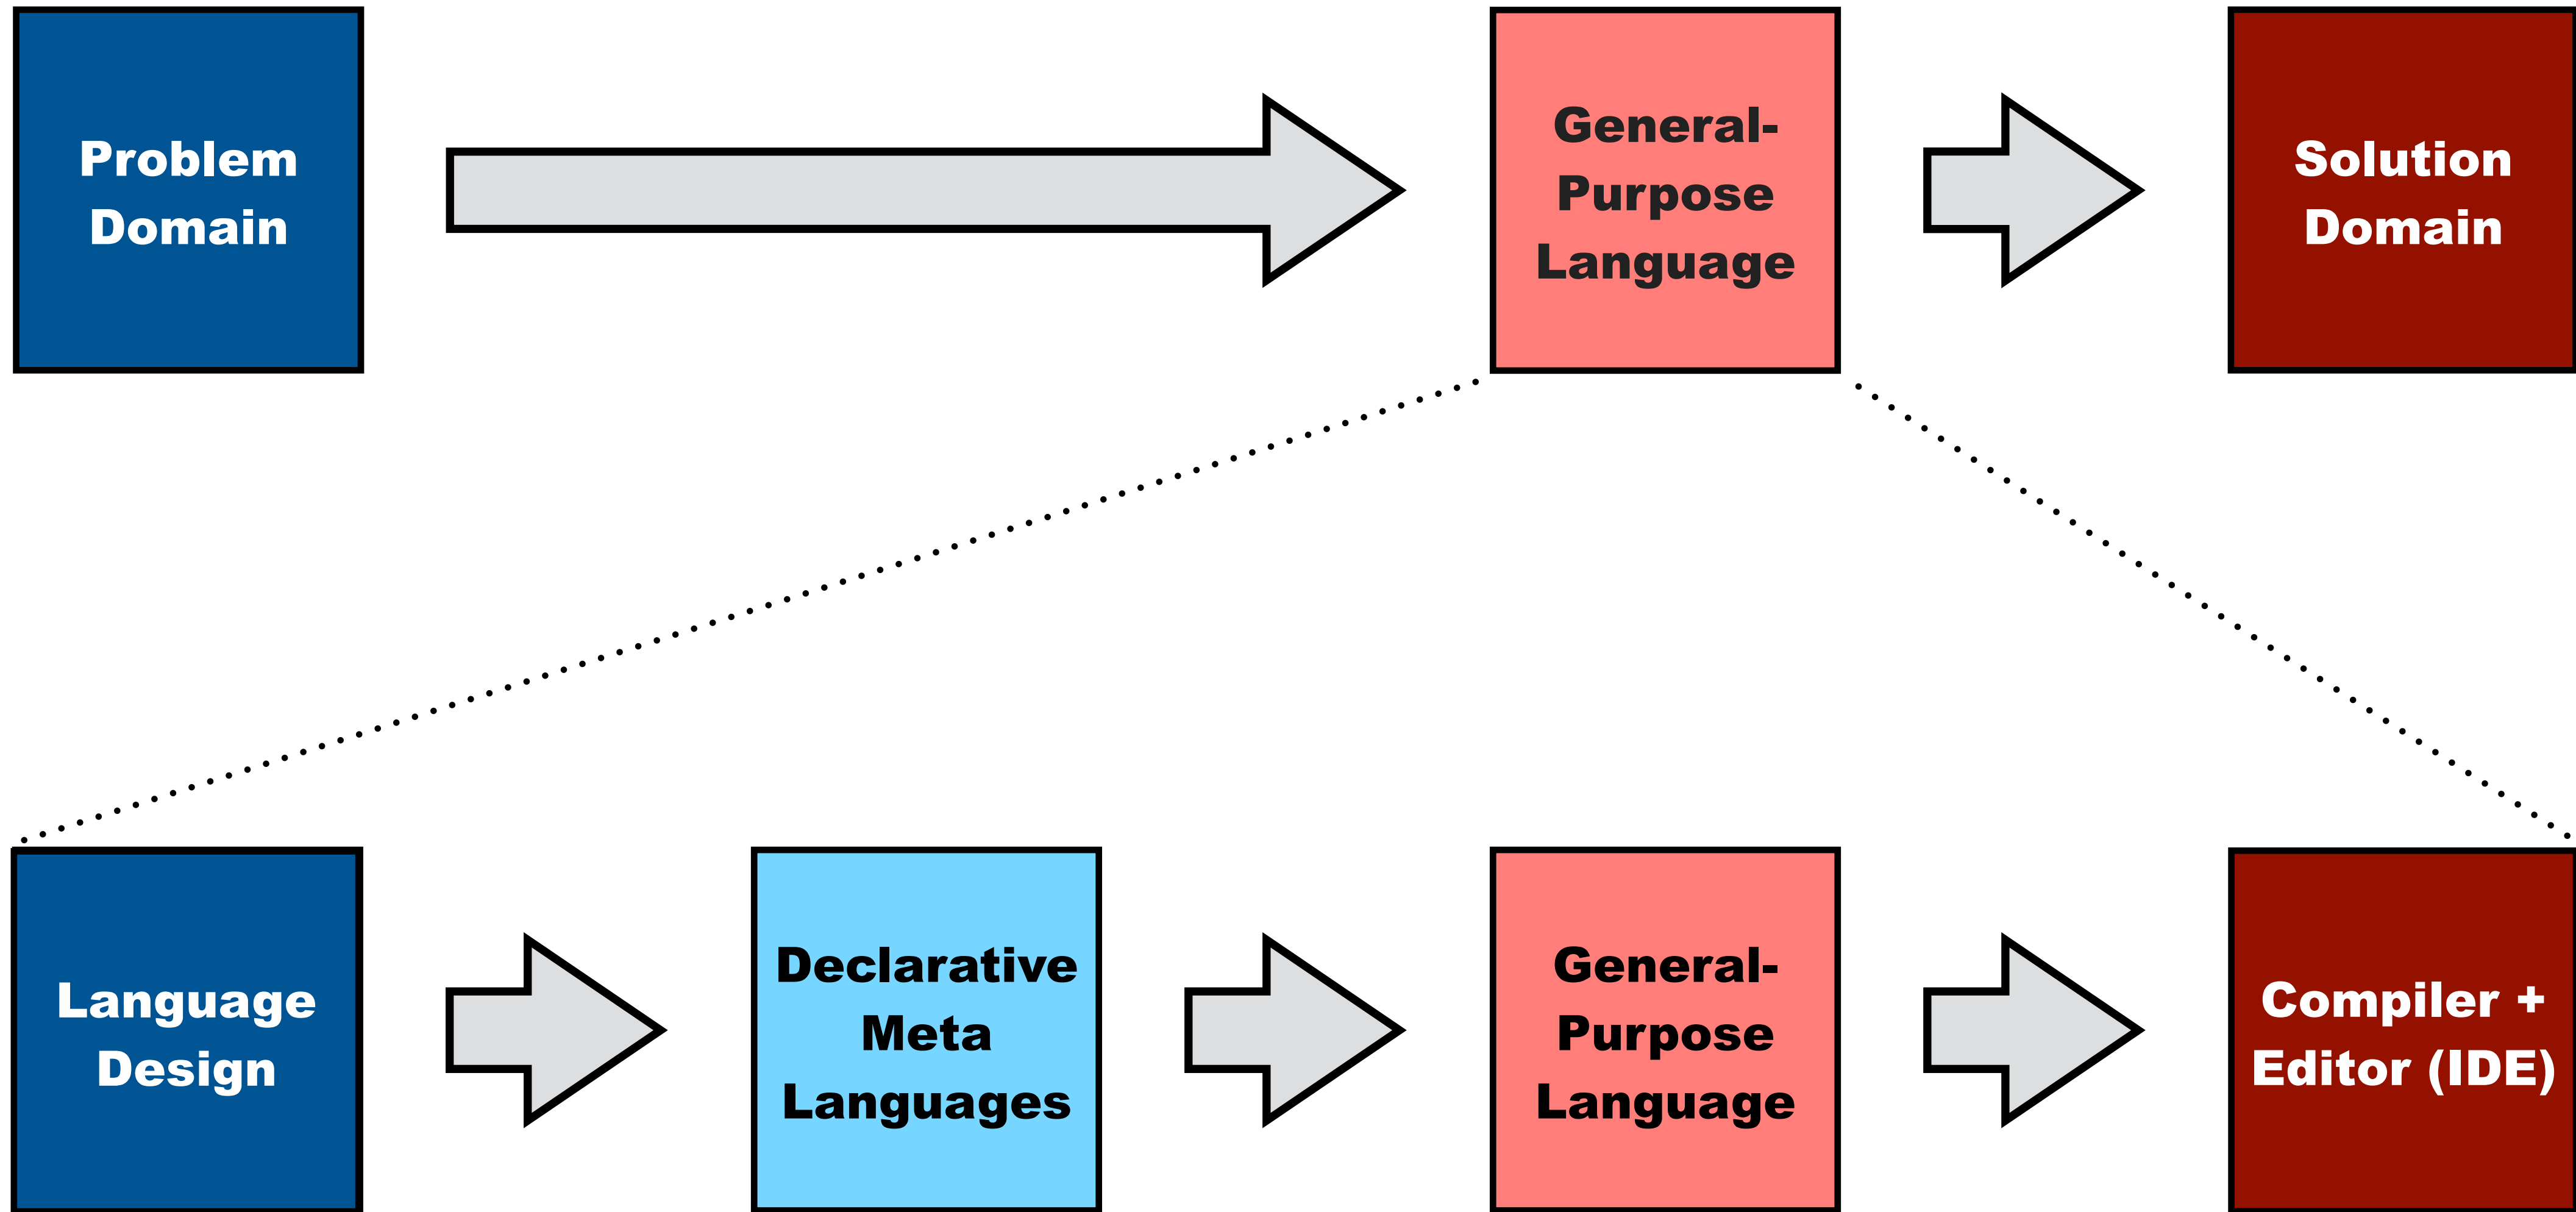 Problem
Domain
General-
Purpose
Language
Solution
Domain
Language
Design
Declarative
Meta
Languages
General-
Purpose
Language
Compiler +
Editor (IDE)